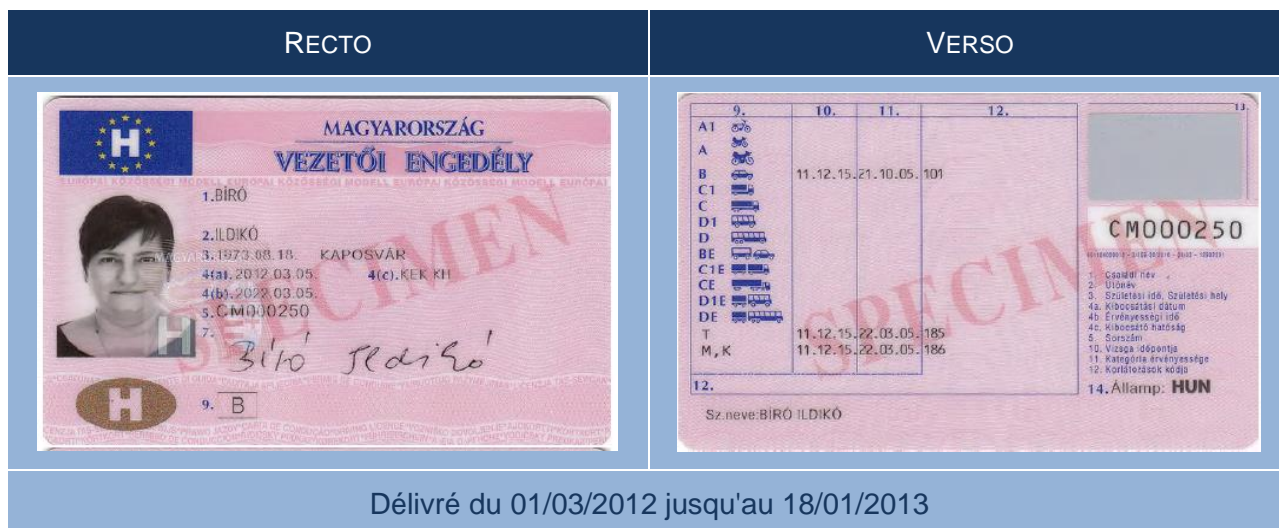 RECTO
VERSO
H
MAGYARORSZÁG
VEZETŐI ENGEDÉLY
1.BÍRÓ
2.ILDIKÓ
3.1973.08.18. KAPOSVÁR
4(a).2012.03.05. 4(c).KEK KH
4(b).2022.03.05.
5.CM000250
7.
Bíró Ildikó
H
H
9. B
SPECIMEN
9. 10. 11. 12. 13.
A1
A
B 11.12.15. 21.10.05. 101
C1
C
D1
D
BE
C1E
CE
D1E
DE
T 11.12.15. 22.03.05. 185
M,K 11.12.15. 22.03.05. 186
12.
Sz.neve:BÍRÓ ILDIKÓ
CM000250
1. Családi név
2. Utónév
3. Születési idő, Születési hely
4a. Kibocsátási dátum
4b. Érvényességi idő
4c. Kibocsátó hatóság
5. Sorszám
10. Vizsga időpontja
11. Kategória érvényessége
12. Korlátozások kódja
14.Államp: HUN
SPECIMEN
Délivré du 01/03/2012 jusqu'au 18/01/2013